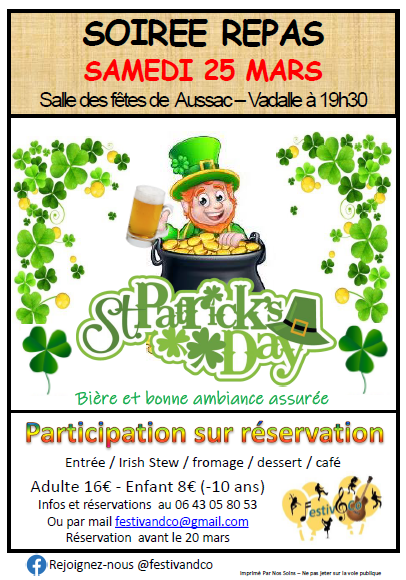 SOIREE REPAS
SAMEDI 25 MARS
Salle des fêtes de Aussac – Vadalle à 19h30
St Patrick's
Day
Bière et bonne ambiance assurée
Participation sur réservation
Entrée / Irish Stew / fromage / dessert / café
Adulte 16€ - Enfant 8€ (-10 ans)
Infos et réservations au 06 43 05 80 53
Ou par mail festivandco@gmail.com
Réservation avant le 20 mars
Festiv&co
Rejoignez-nous @festivandco
Imprimé Par Nos Soins – Ne pas jeter sur la voie publique